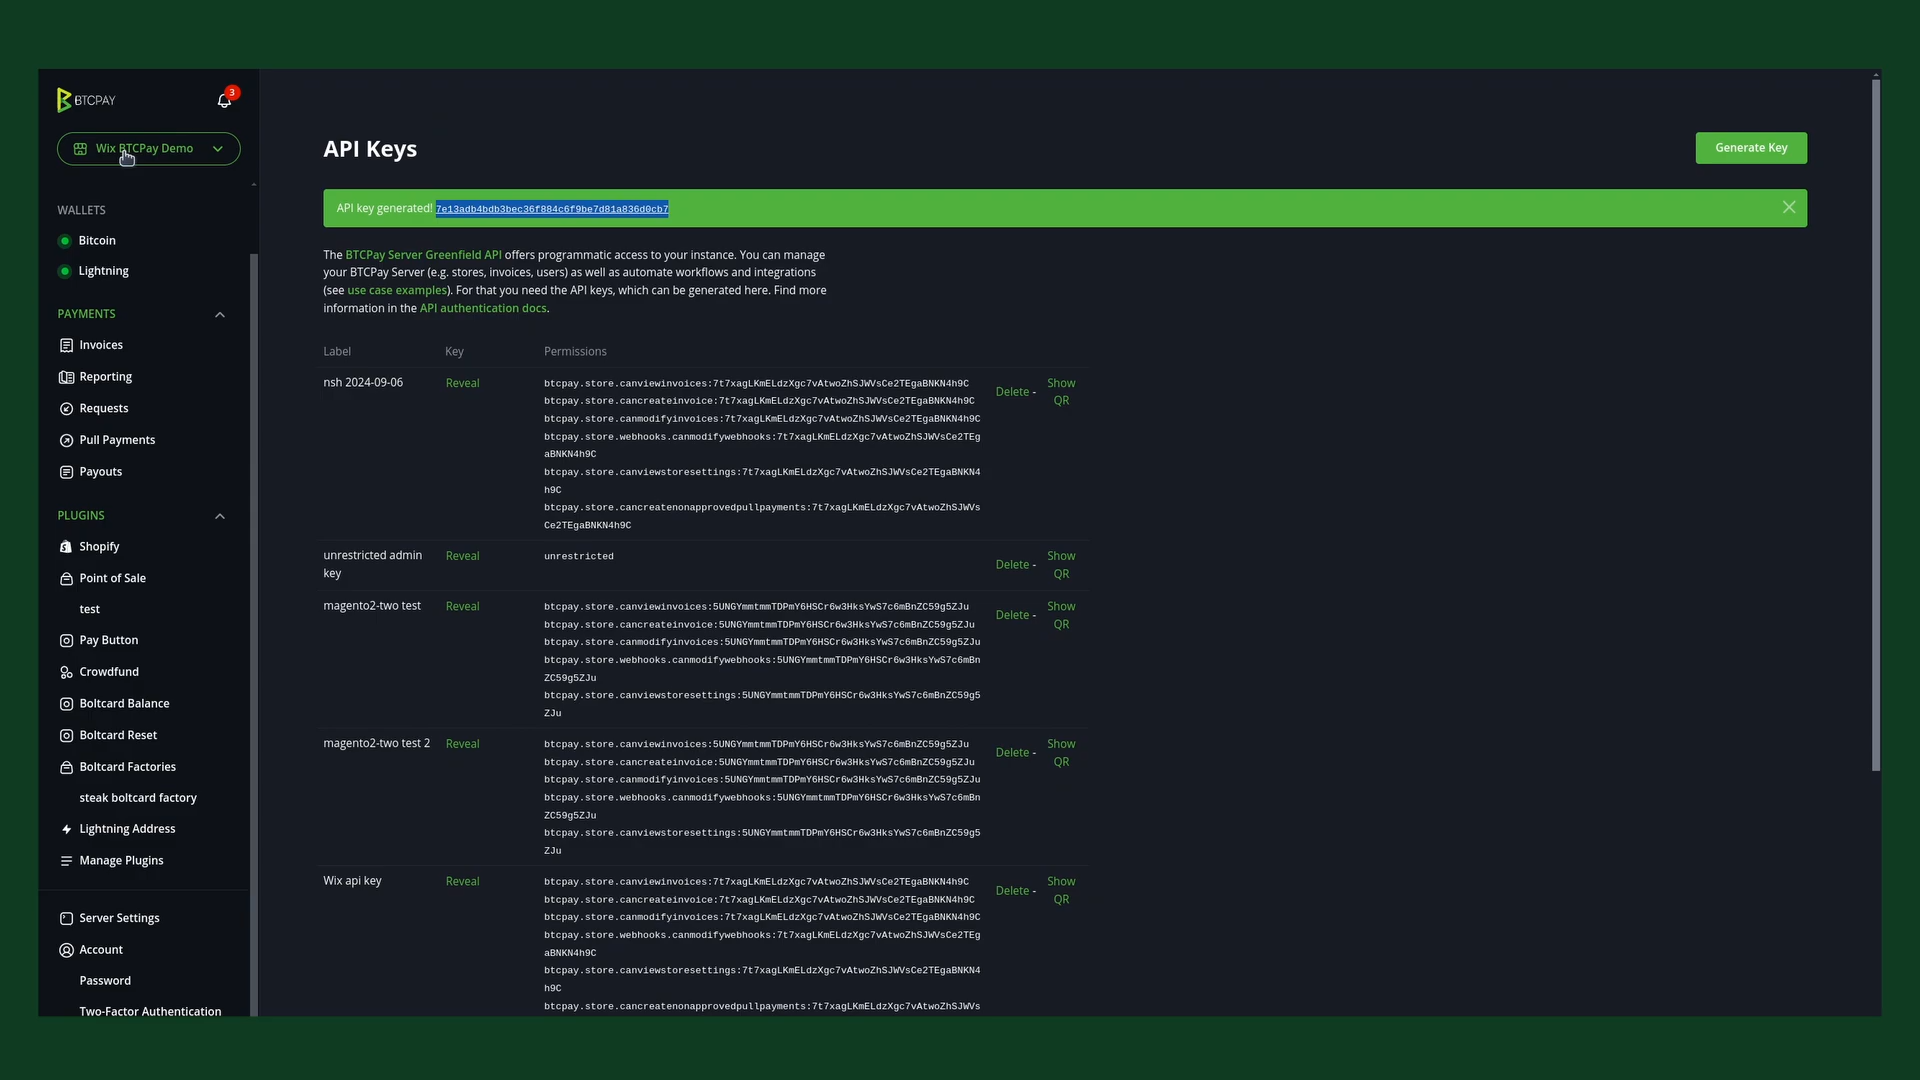 BTCPAY
3
Wix BTCPay Demo
WALLETS
Bitcoin
Lightning
PAYMENTS
Invoices
Reporting
Requests
Pull Payments
Payouts
PLUGINS
Shopify
Point of Sale
test
Pay Button
Crowdfund
Boltcard Balance
Boltcard Reset
Boltcard Factories
steak boltcard factory
Lightning Address
Manage Plugins
Server Settings
Account
Password
Two-Factor Authentication
API Keys
Generate Key
API key generated! 7e13adb4bdb3bec36f884c6f9be7d81a836d0cb7
The BTCPay Server Greenfield API offers programmatic access to your instance. You can manage
your BTCPay Server (e.g. stores, invoices, users) as well as automate workflows and integrations
(see use case examples). For that you need the API keys, which can be generated here. Find more
information in the API authentication docs.
Label Key Permissions
nsh 2024-09-06 Reveal
btcpay.store.canviewinvoices:7t7xagLKmELdzXgc7vAtwoZhSJWVsCe2TEgaBNKN4h9C
btcpay.store.cancreateinvoice:7t7xagLKmELdzXgc7vAtwoZhSJWVsCe2TEgaBNKN4h9C
btcpay.store.canmodifyinvoices:7t7xagLKmELdzXgc7vAtwoZhSJWVsCe2TEgaBNKN4h9C
btcpay.store.webhooks.canmodifywebhooks:7t7xagLKmELdzXgc7vAtwoZhSJWVsCe2TEg
aBNKN4h9C
btcpay.store.canviewstoresettings:7t7xagLKmELdzXgc7vAtwoZhSJWVsCe2TEgaBNKN4
h9C
btcpay.store.cancreatenonapprovedpullpayments:7t7xagLKmELdzXgc7vAtwoZhSJWVs
Ce2TEgaBNKN4h9C
Delete - Show
QR
unrestricted admin
key
Reveal
unrestricted
Delete - Show
QR
magento2-two test Reveal
btcpay.store.canviewinvoices:5UNGYmmtmmTDPmY6HSCr6w3HksYwS7c6mBnZC59g5ZJu
btcpay.store.cancreateinvoice:5UNGYmmtmmTDPmY6HSCr6w3HksYwS7c6mBnZC59g5ZJu
btcpay.store.canmodifyinvoices:5UNGYmmtmmTDPmY6HSCr6w3HksYwS7c6mBnZC59g5ZJu
btcpay.store.webhooks.canmodifywebhooks:5UNGYmmtmmTDPmY6HSCr6w3HksYwS7c6mBn
ZC59g5ZJu
btcpay.store.canviewstoresettings:5UNGYmmtmmTDPmY6HSCr6w3HksYwS7c6mBnZC59g5
ZJu
Delete - Show
QR
magento2-two test 2 Reveal
btcpay.store.canviewinvoices:5UNGYmmtmmTDPmY6HSCr6w3HksYwS7c6mBnZC59g5ZJu
btcpay.store.cancreateinvoice:5UNGYmmtmmTDPmY6HSCr6w3HksYwS7c6mBnZC59g5ZJu
btcpay.store.canmodifyinvoices:5UNGYmmtmmTDPmY6HSCr6w3HksYwS7c6mBnZC59g5ZJu
btcpay.store.webhooks.canmodifywebhooks:5UNGYmmtmmTDPmY6HSCr6w3HksYwS7c6mBn
ZC59g5ZJu
btcpay.store.canviewstoresettings:5UNGYmmtmmTDPmY6HSCr6w3HksYwS7c6mBnZC59g5
ZJu
Delete - Show
QR
Wix api key Reveal
btcpay.store.canviewinvoices:7t7xagLKmELdzXgc7vAtwoZhSJWVsCe2TEgaBNKN4h9C
btcpay.store.cancreateinvoice:7t7xagLKmELdzXgc7vAtwoZhSJWVsCe2TEgaBNKN4h9C
btcpay.store.canmodifyinvoices:7t7xagLKmELdzXgc7vAtwoZhSJWVsCe2TEgaBNKN4h9C
btcpay.store.webhooks.canmodifywebhooks:7t7xagLKmELdzXgc7vAtwoZhSJWVsCe2TEg
aBNKN4h9C
btcpay.store.canviewstoresettings:7t7xagLKmELdzXgc7vAtwoZhSJWVsCe2TEgaBNKN4
h9C
btcpay.store.cancreatenonapprovedpullpayments:7t7xagLKmELdzXgc7vAtwoZhSJWVs
Delete - Show
QR